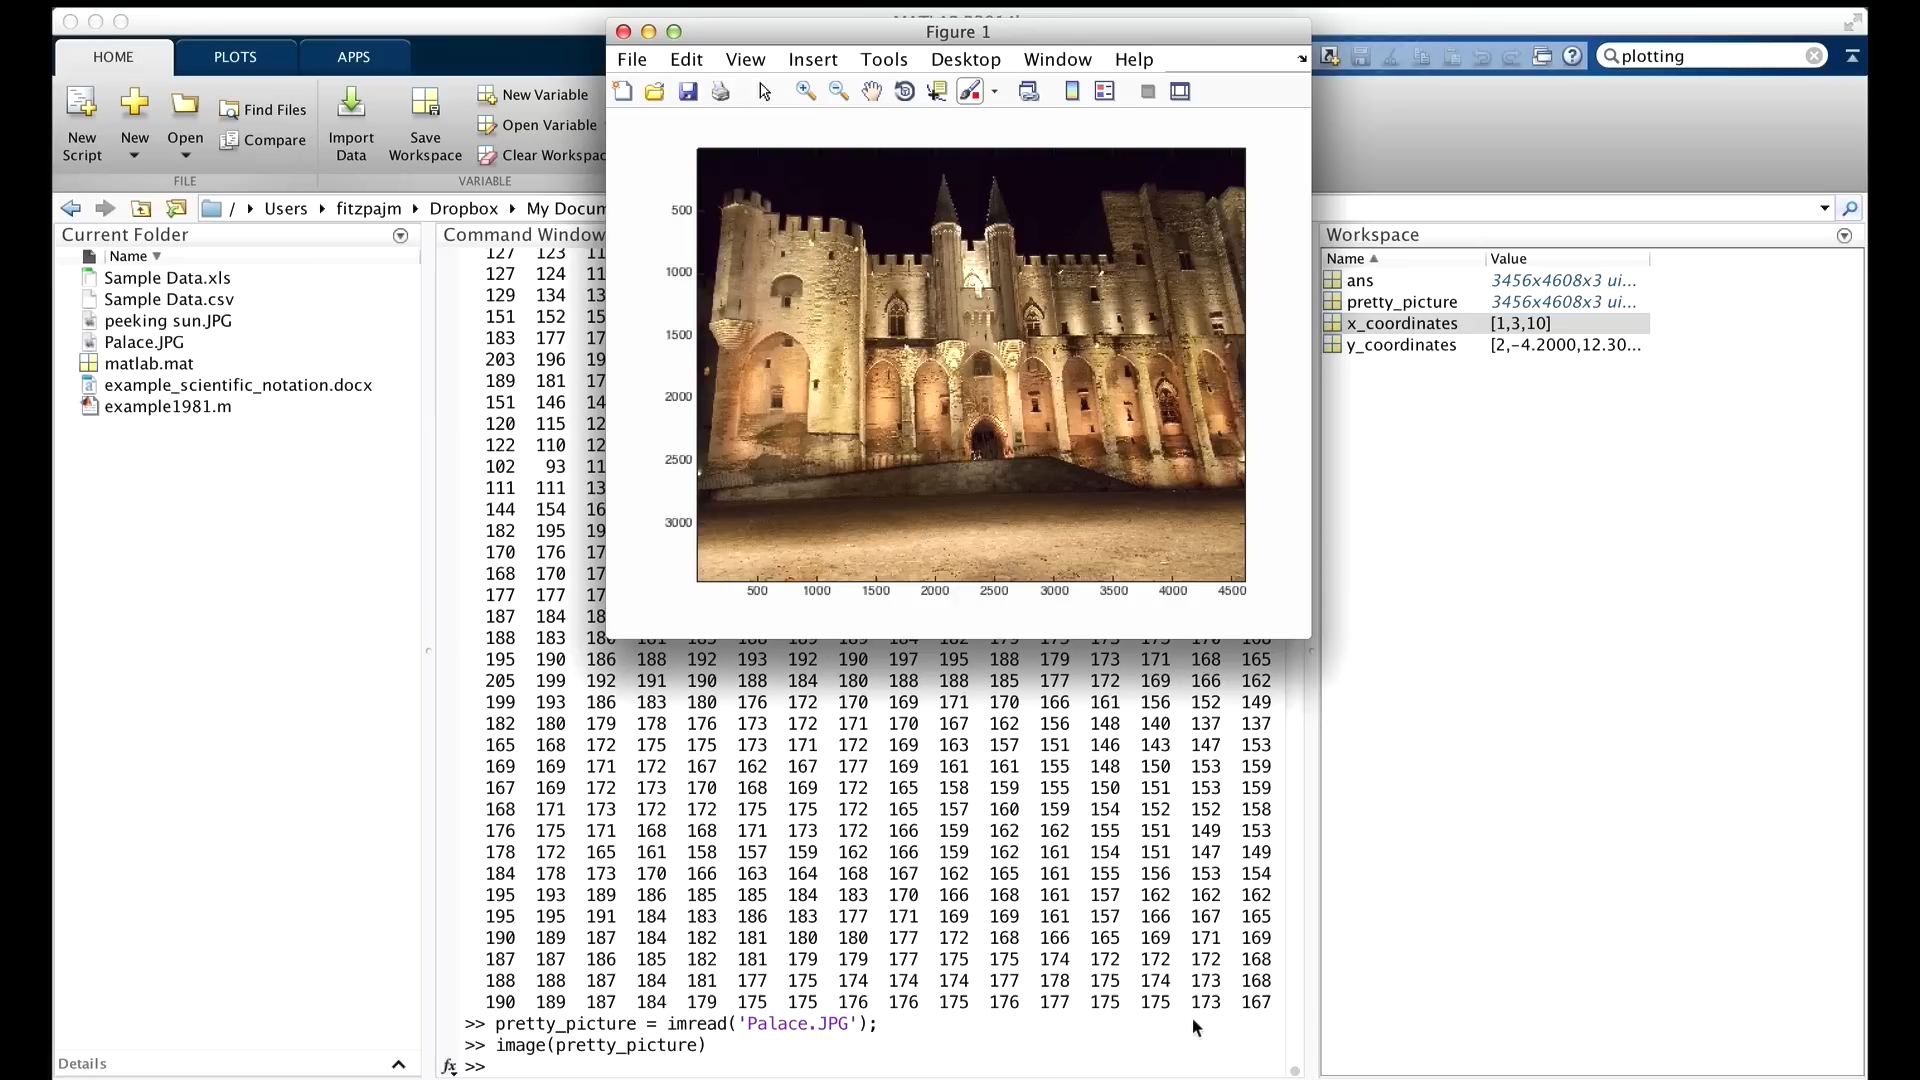 Figure 1
HOME PLOTS APPS
File Edit View Insert Tools Desktop Window Help
plotting
New Script
New
Open
Find Files
Compare
Import Data
Save Workspace
New Variable
Open Variable
Clear Workspac
FILE VARIABLE
/ Users fitzpajm Dropbox My Docum
Current Folder
Name
Sample Data.xls
Sample Data.csv
peeking sun.JPG
Palace.JPG
matlab.mat
example_scientific_notation.docx
example1981.m
Details
500
1000
1500
2000
2500
3000
500 1000 1500 2000 2500 3000 3500 4000 4500
Command Window
127 123 11
127 124 11
129 134 13
151 152 15
183 177 17
203 196 19
189 181 17
151 146 14
120 115 12
122 110 12
102 93 11
111 111 13
144 154 16
182 195 19
170 176 17
168 170 17
177 177 17
187 184 18
188 183 180 181 185 188 189 189 184 182 179 175 173 173 170 168
195 190 186 188 192 193 192 190 197 195 188 179 173 171 168 165
205 199 192 191 190 188 184 180 188 188 185 177 172 169 166 162
199 193 186 183 180 176 172 170 169 171 170 166 161 156 152 149
182 180 179 178 176 173 172 171 170 167 162 156 148 140 137 137
165 168 172 175 175 173 171 172 169 163 157 151 146 143 147 153
169 169 171 172 167 162 167 177 169 161 161 155 148 150 153 159
167 169 172 173 170 168 169 172 165 158 159 155 150 151 153 159
168 171 173 172 172 175 175 172 165 157 160 159 154 152 152 158
176 175 171 168 168 171 173 172 166 159 162 162 155 151 149 153
178 172 165 161 158 157 159 162 166 159 162 161 154 151 147 149
184 178 173 170 166 163 164 168 167 162 165 161 155 156 153 154
195 193 189 186 185 185 184 183 170 166 168 161 157 162 162 162
195 195 191 184 183 186 183 177 171 169 169 161 157 166 167 165
190 189 187 184 182 181 180 180 177 172 168 166 165 169 171 169
187 187 186 185 182 181 179 179 177 175 175 174 172 172 172 168
188 188 187 184 181 177 175 174 174 174 177 178 175 174 173 168
190 189 187 184 179 175 175 176 176 175 176 177 175 175 173 167
>> pretty_picture = imread('Palace.JPG');
>> image(pretty_picture)
fx >>
Workspace
Name Value
ans 3456x4608x3 ui...
pretty_picture 3456x4608x3 ui...
x_coordinates [1,3,10]
y_coordinates [2,-4.2000,12.30...